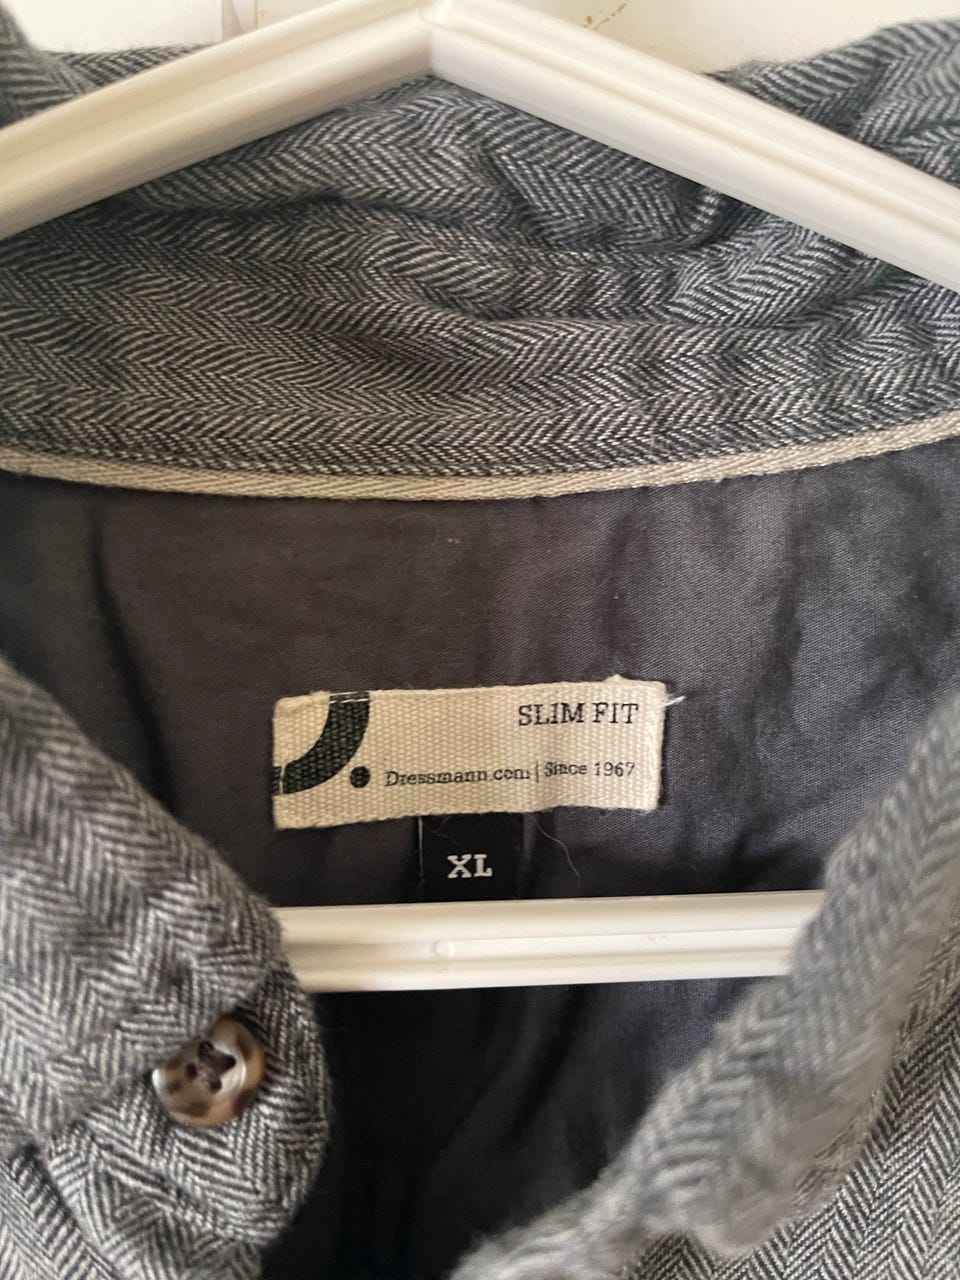 SLIM FIT
Dressmann.com | Since 1967
XL